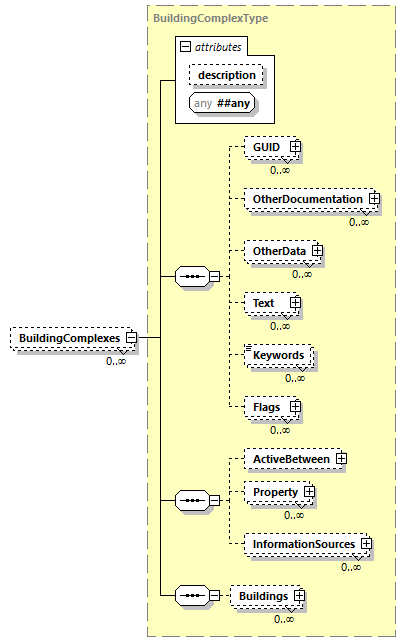 BuildingComplexType
attributes
description
any ##any
GUID
0..∞
OtherDocumentation
0..∞
OtherData
0..∞
Text
0..∞
BuildingComplexes
0..∞
Keywords
0..∞
Flags
0..∞
ActiveBetween
Property
0..∞
InformationSources
0..∞
Buildings
0..∞